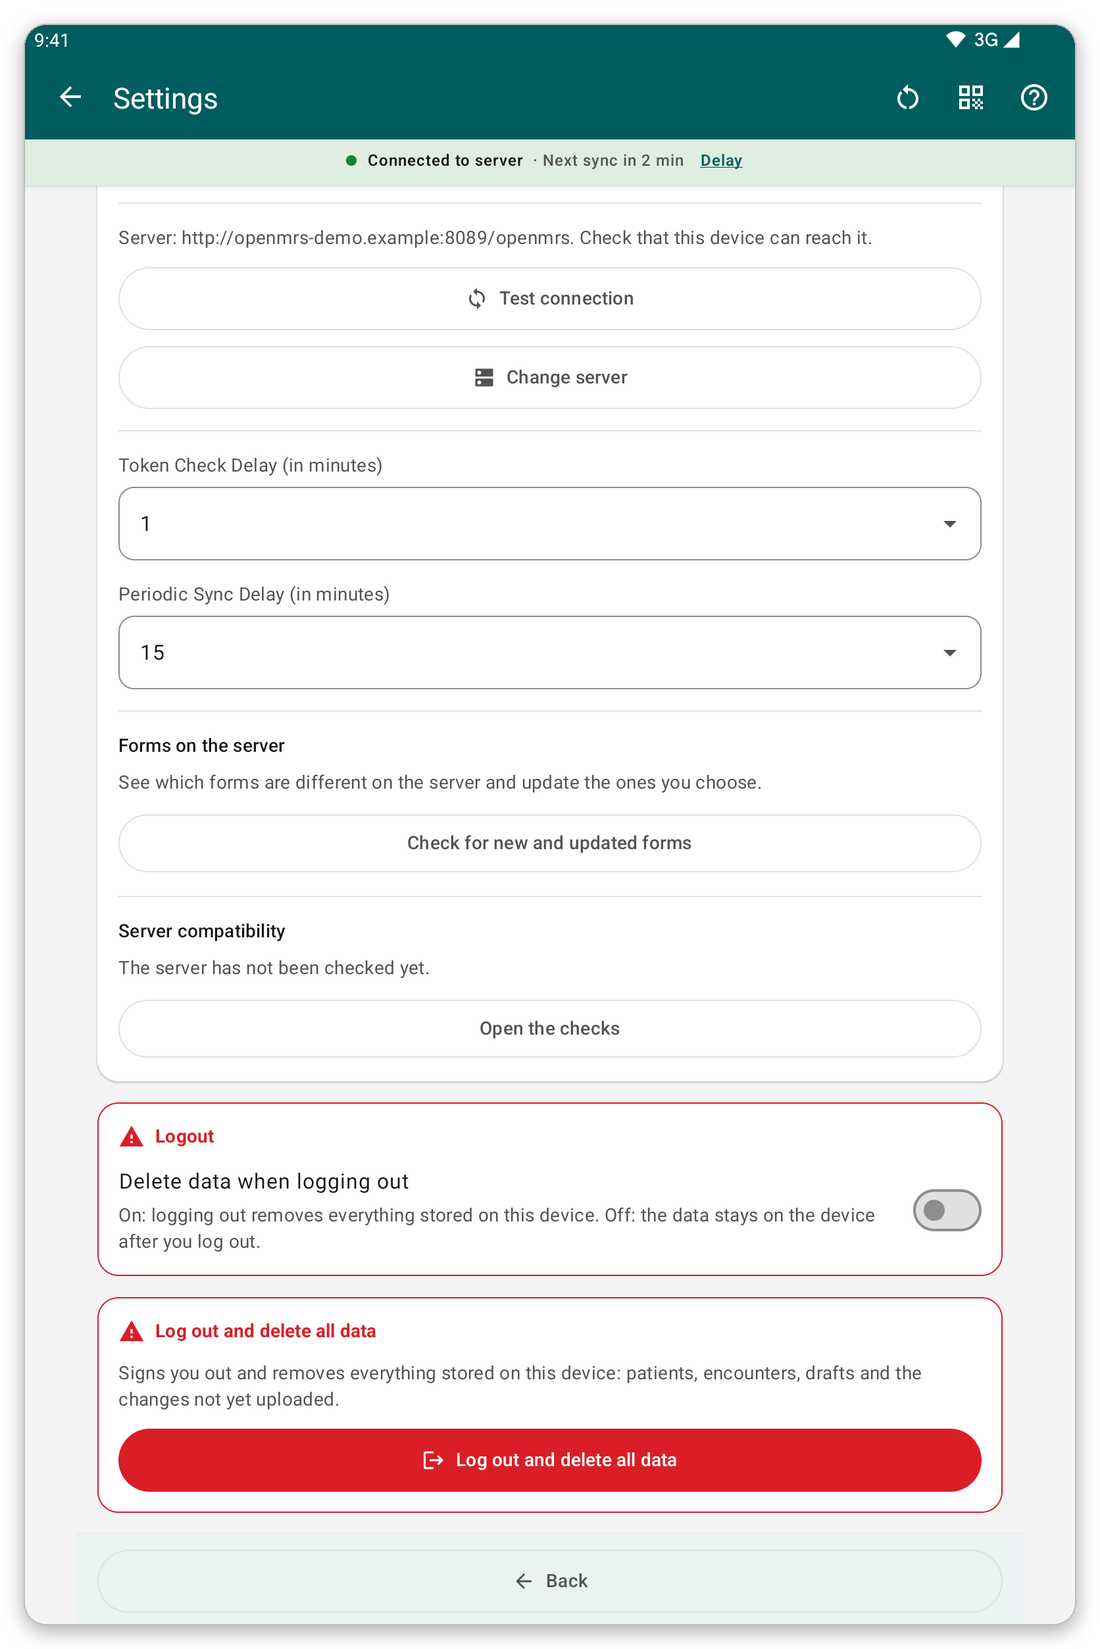 9:41
3G
Settings
Connected to server · Next sync in 2 min Delay
Server: http://openmrs-demo.example:8089/openmrs. Check that this device can reach it.
Test connection
Change server
Token Check Delay (in minutes)
1
Periodic Sync Delay (in minutes)
15
Forms on the server
See which forms are different on the server and update the ones you choose.
Check for new and updated forms
Server compatibility
The server has not been checked yet.
Open the checks
Logout
Delete data when logging out
On: logging out removes everything stored on this device. Off: the data stays on the device
after you log out.
Log out and delete all data
Signs you out and removes everything stored on this device: patients, encounters, drafts and the
changes not yet uploaded.
Log out and delete all data
Back